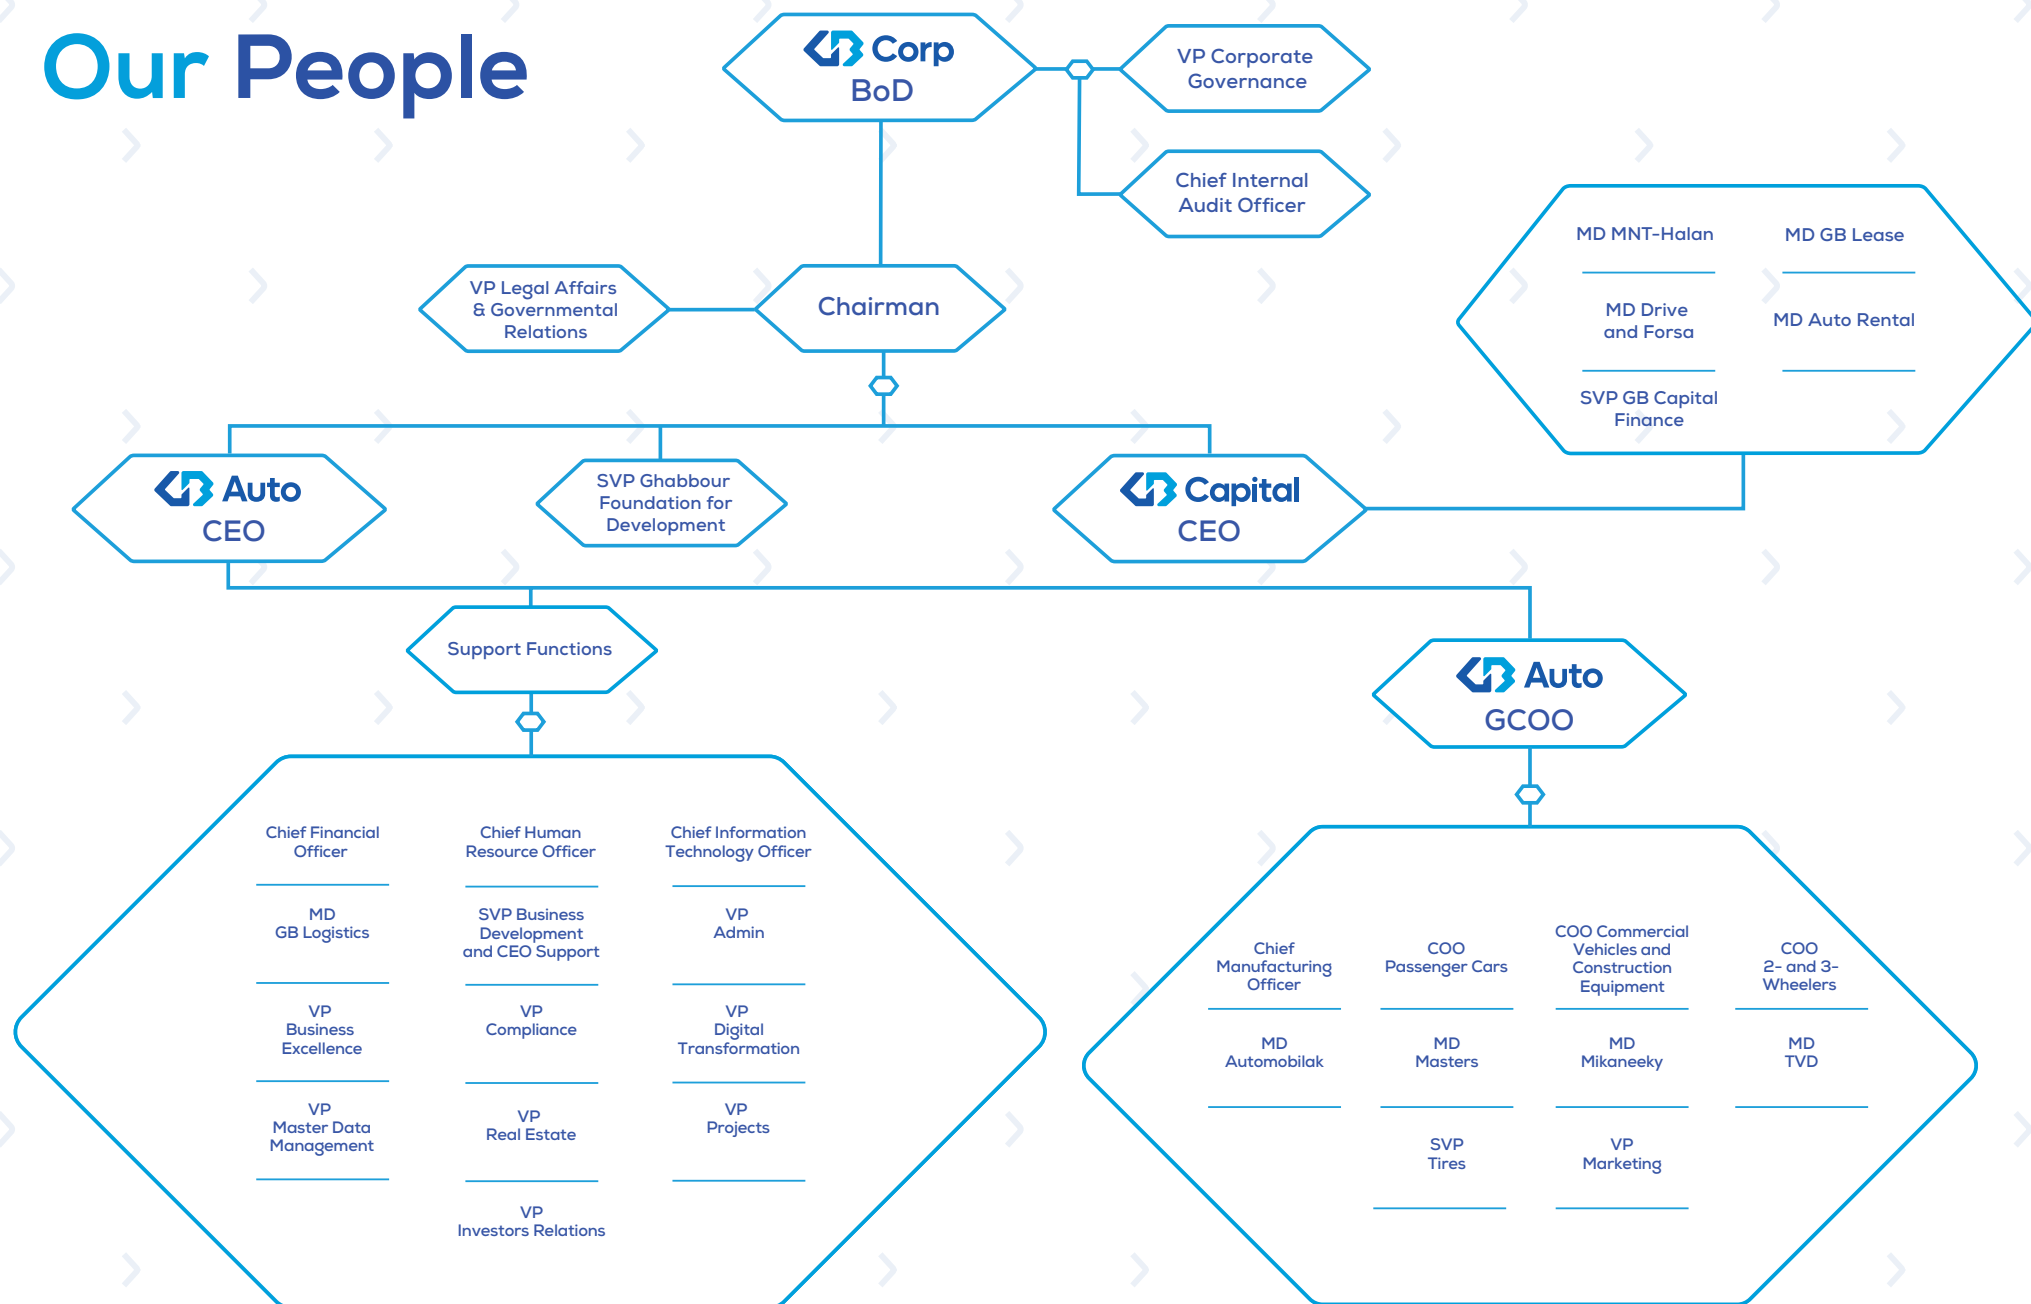 Our People
GB Corp
BoD
VP Corporate
Governance
Chief Internal
Audit Officer
VP Legal Affairs
& Governmental
Relations
Chairman
MD MNT-Halan
MD GB Lease
MD Drive
and Forsa
MD Auto Rental
SVP GB Capital
Finance
GB Auto
CEO
SVP Ghabbour
Foundation for
Development
GB Capital
CEO
Support Functions
GB Auto
GCOO
Chief Financial
Officer
Chief Human
Resource Officer
Chief Information
Technology Officer
MD
GB Logistics
SVP Business
Development
and CEO Support
VP
Admin
VP
Business
Excellence
VP
Compliance
VP
Digital
Transformation
VP
Master Data
Management
VP
Real Estate
VP
Projects
VP
Investors Relations
Chief
Manufacturing
Officer
COO
Passenger Cars
COO Commercial
Vehicles and
Construction
Equipment
COO
2- and 3-
Wheelers
MD
Automobilak
MD
Masters
MD
Mikaneeky
MD
TVD
SVP
Tires
VP
Marketing